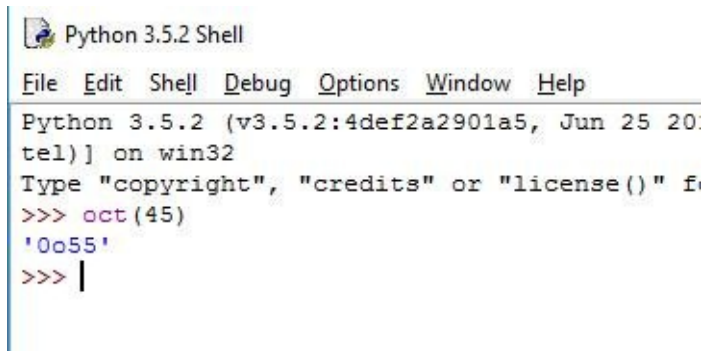 Python 3.5.2 Shell
File Edit Shell Debug Options Window Help
Python 3.5.2 (v3.5.2:4def2a2901a5, Jun 25 20
tel)] on win32
Type "copyright", "credits" or "license()" f
>>> oct(45)
'0o55'
>>>